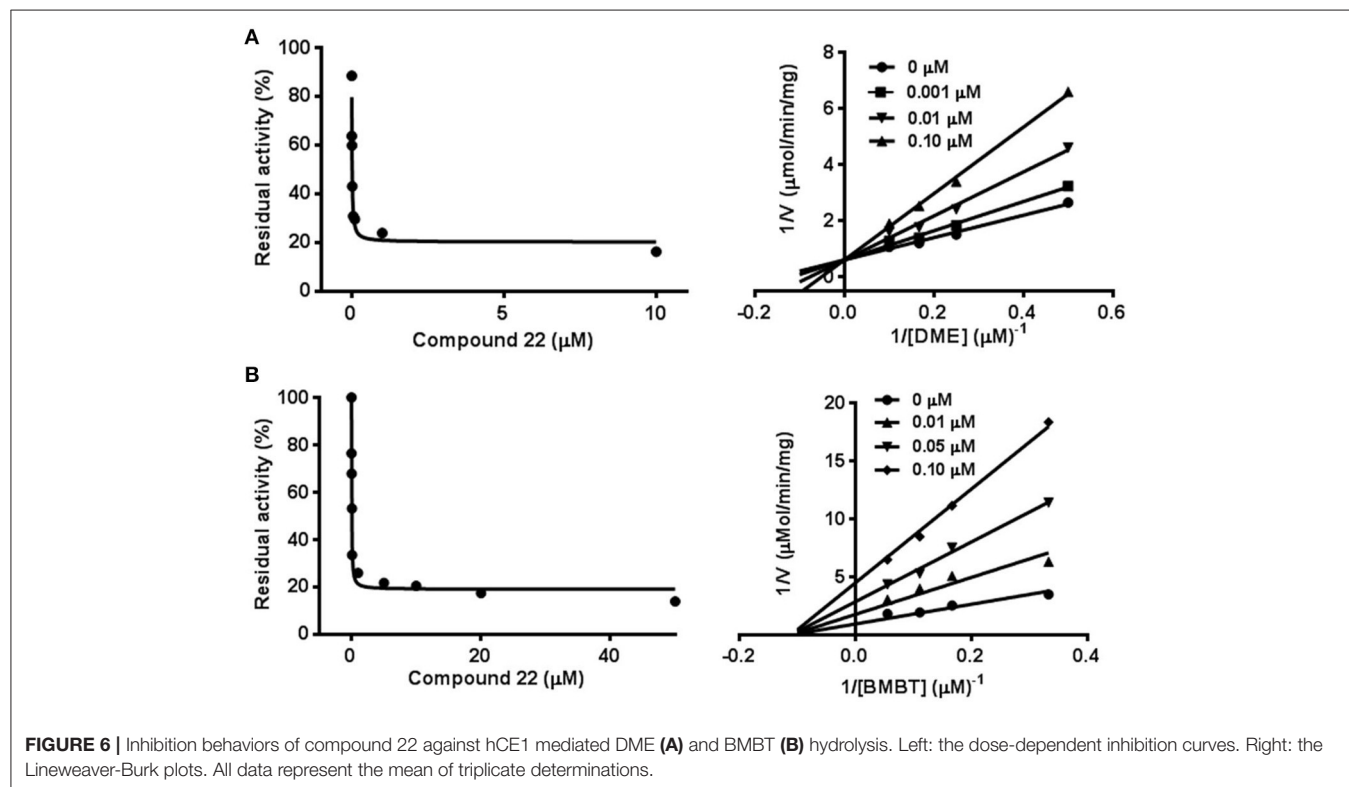 A
100
80
60
40
20
0
Residual activity (%)
0 5 10
Compound 22 (μM)
8
6
4
2
0
1/V (μmol/min/mg)
0 μM
0.001 μM
0.01 μM
0.10 μM
-0.2 0.0 0.2 0.4 0.6
1/[DME] (μM)-1
B
100
80
60
40
20
0
Residual activity (%)
0 20 40
Compound 22 (μM)
20
15
10
5
1/V (μMol/min/mg)
0 μM
0.01 μM
0.05 μM
0.10 μM
-0.2 0.0 0.2 0.4
1/[BMBT] (μM)-1
FIGURE 6 | Inhibition behaviors of compound 22 against hCE1 mediated DME (A) and BMBT (B) hydrolysis. Left: the dose-dependent inhibition curves. Right: the
Lineweaver-Burk plots. All data represent the mean of triplicate determinations.